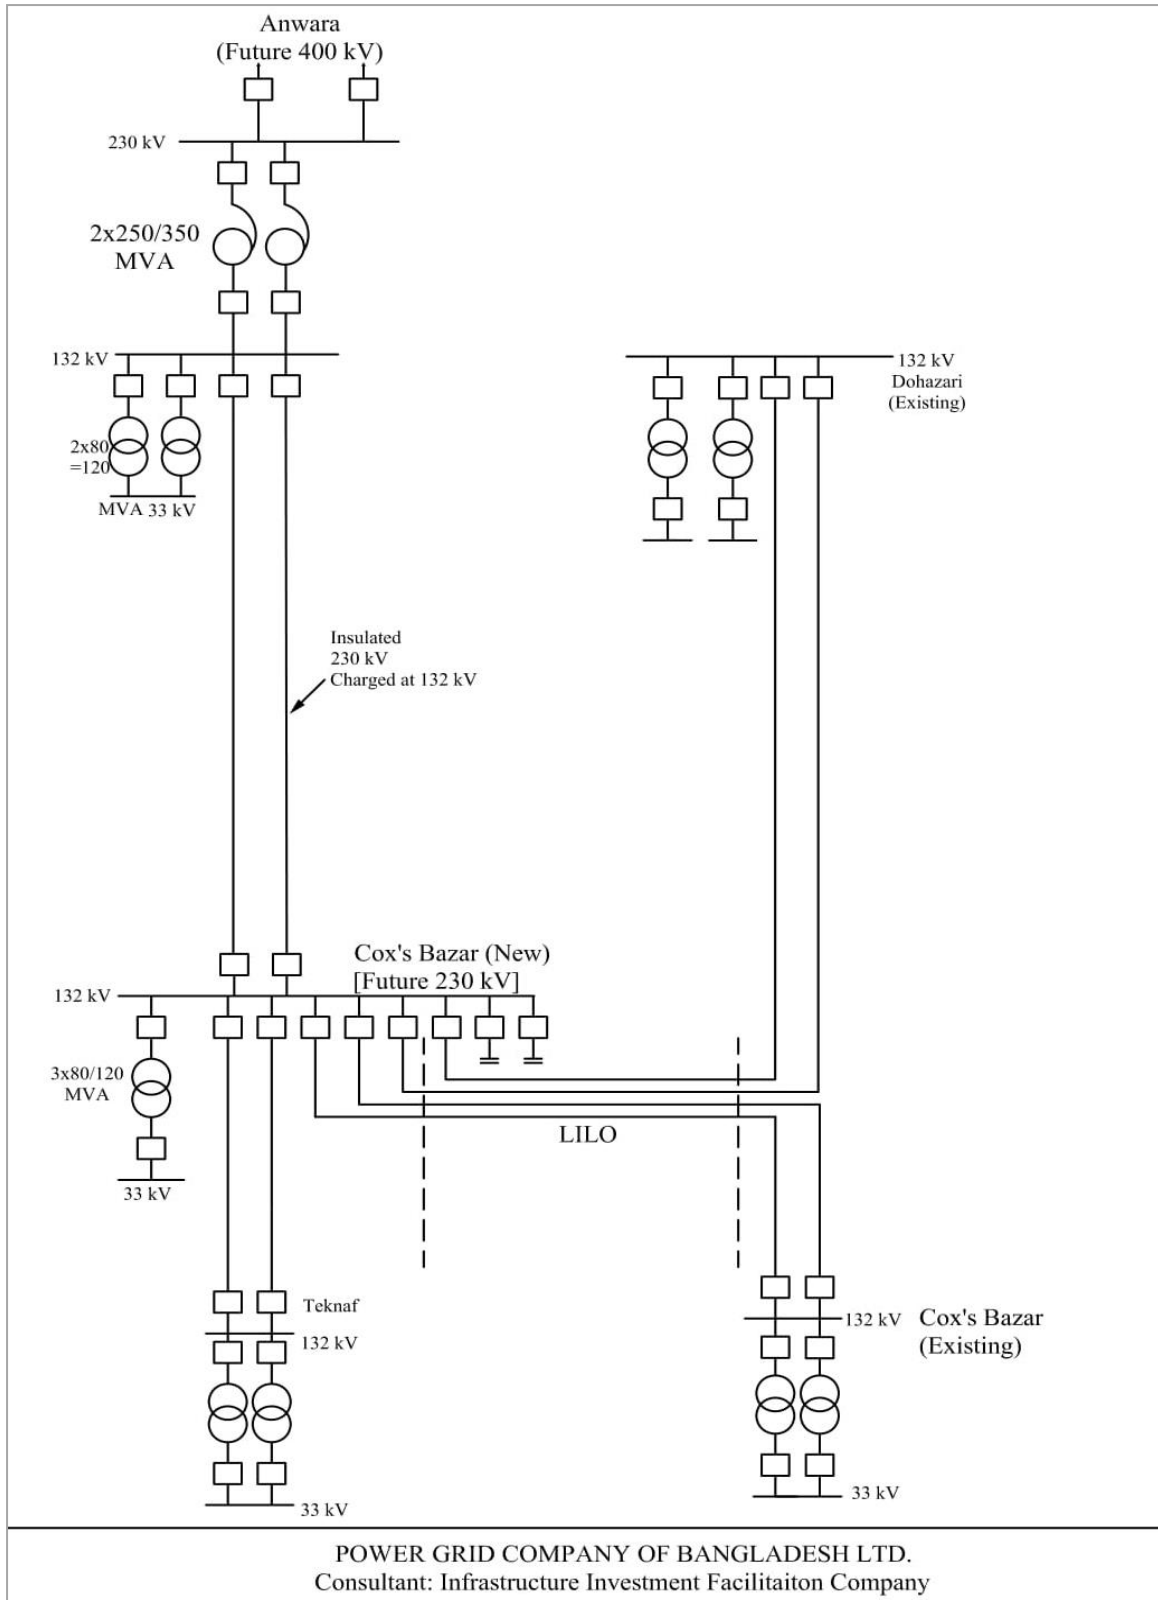 Anwara
(Future 400 kV)
230 kV
2x250/350
MVA
132 kV
2x80
=120
MVA 33 kV
132 kV
Dohazari
(Existing)
Insulated
230 kV
Charged at 132 kV
Cox's Bazar (New)
[Future 230 kV]
132 kV
3x80/120
MVA
33 kV
LILO
Teknaf
132 kV
33 kV
132 kV
Cox's Bazar
(Existing)
33 kV
POWER GRID COMPANY OF BANGLADESH LTD.
Consultant: Infrastructure Investment Facilitaiton Company